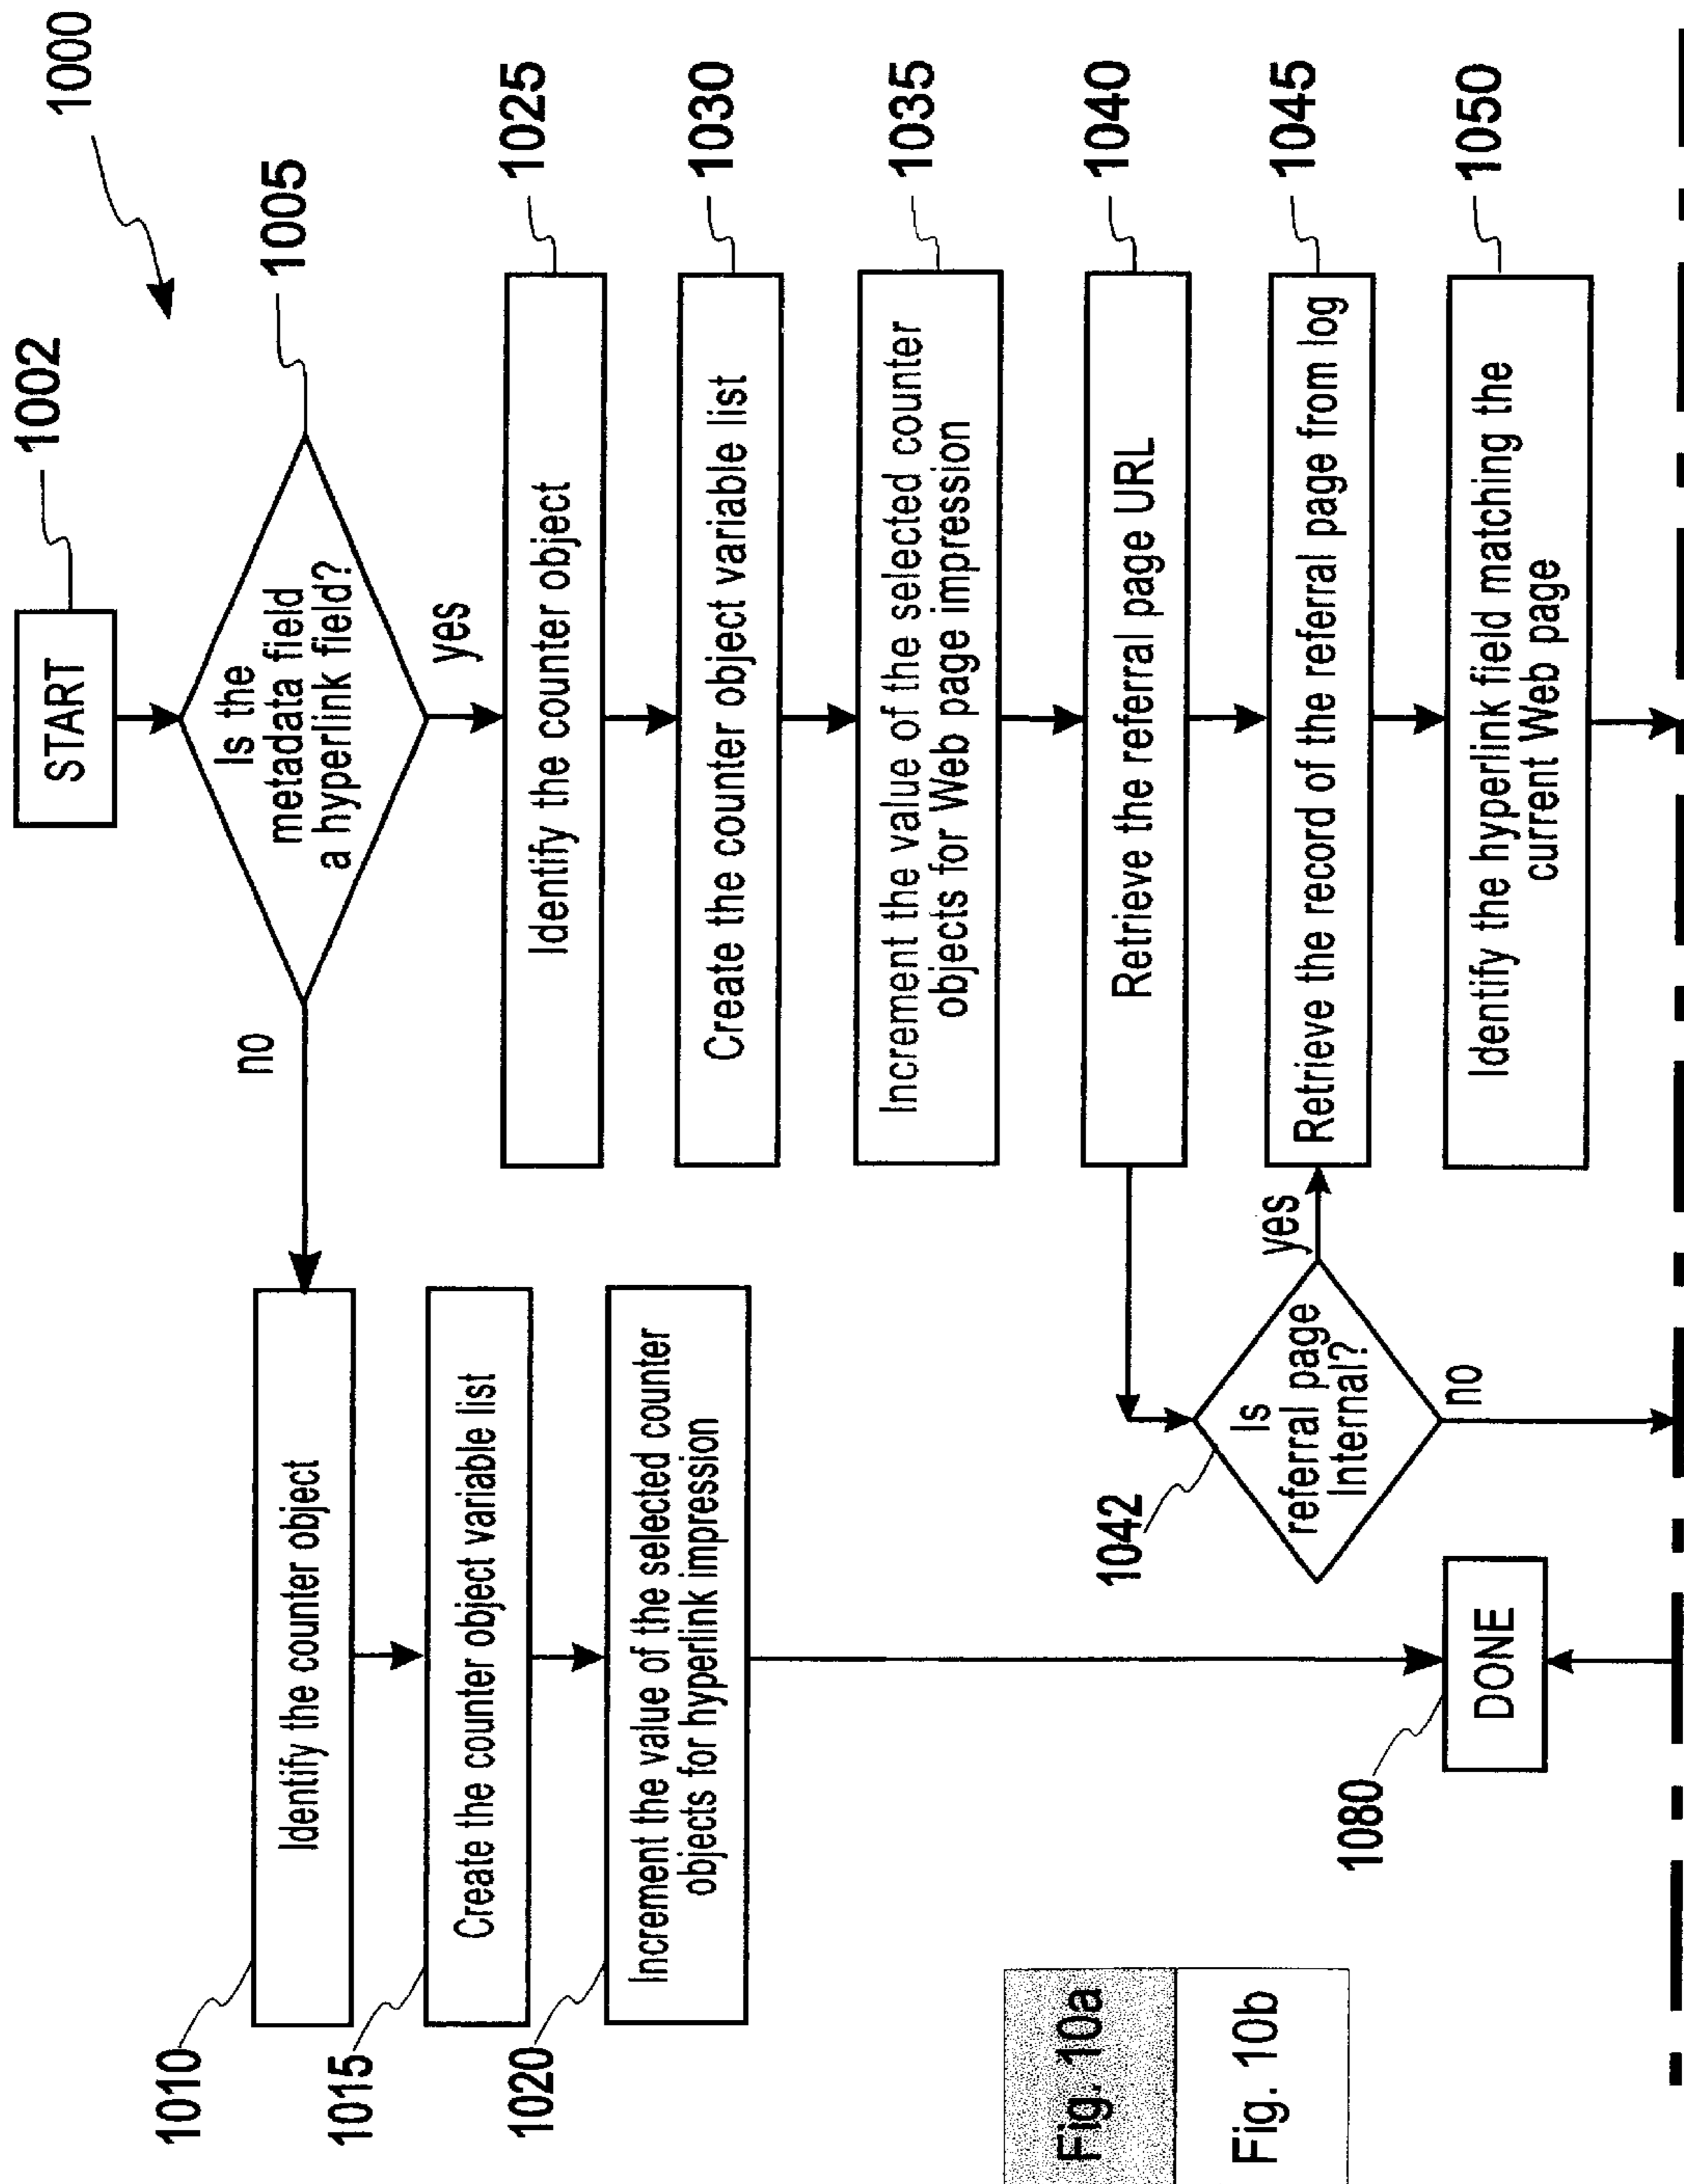 1000
START
1002
Is the
metadata field
a hyperlink field?
1005
no
yes
Identify the counter object
1010
Create the counter object variable list
1015
Increment the value of the selected counter
objects for hyperlink impression
1020
Identify the counter object
1025
Create the counter object variable list
1030
Increment the value of the selected counter
objects for Web page impression
1035
Retrieve the referral page URL
1040
Is
referral page
Internal?
1042
yes
no
Retrieve the record of the referral page from log
1045
Identify the hyperlink field matching the
current Web page
1050
DONE
1080
Fig. 10a
Fig. 10b